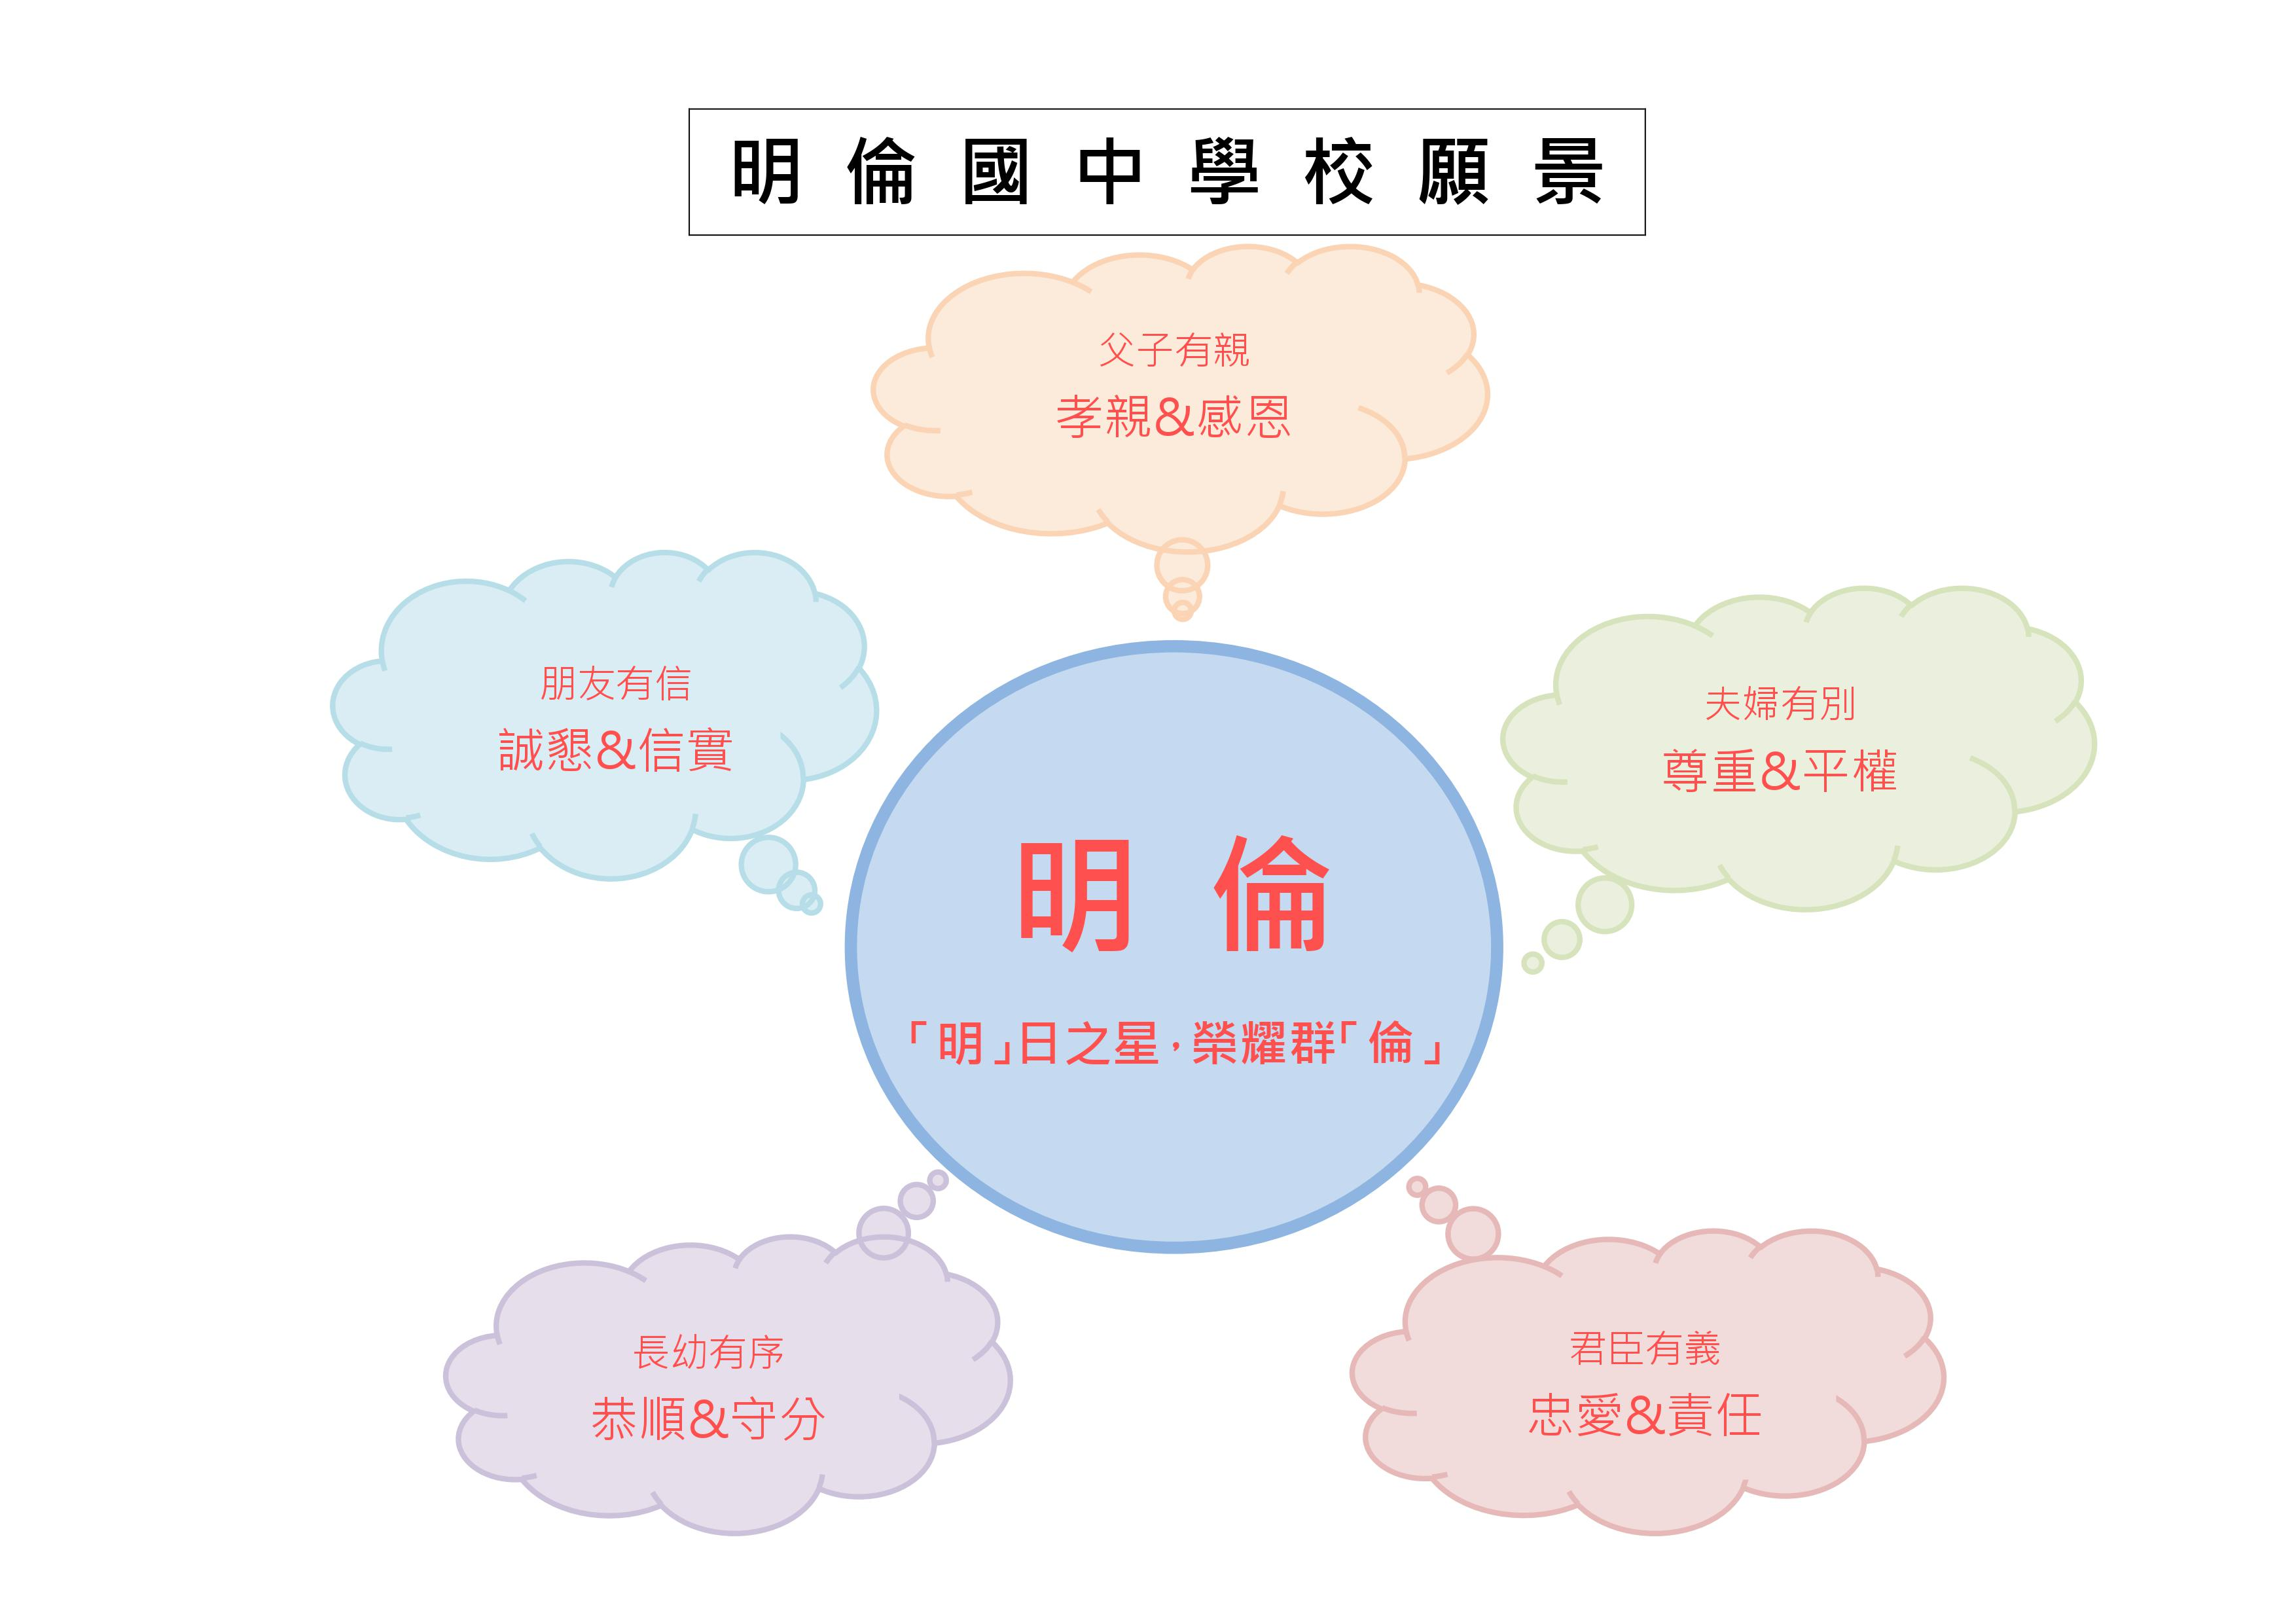 明倫國中學校願景
父子有親
孝親&感恩
朋友有信
誠懇&信實
夫婦有別
尊重&平權
明 倫
「明」日之星，榮耀群「倫」
長幼有序
恭順&守分
君臣有義
忠愛&責任